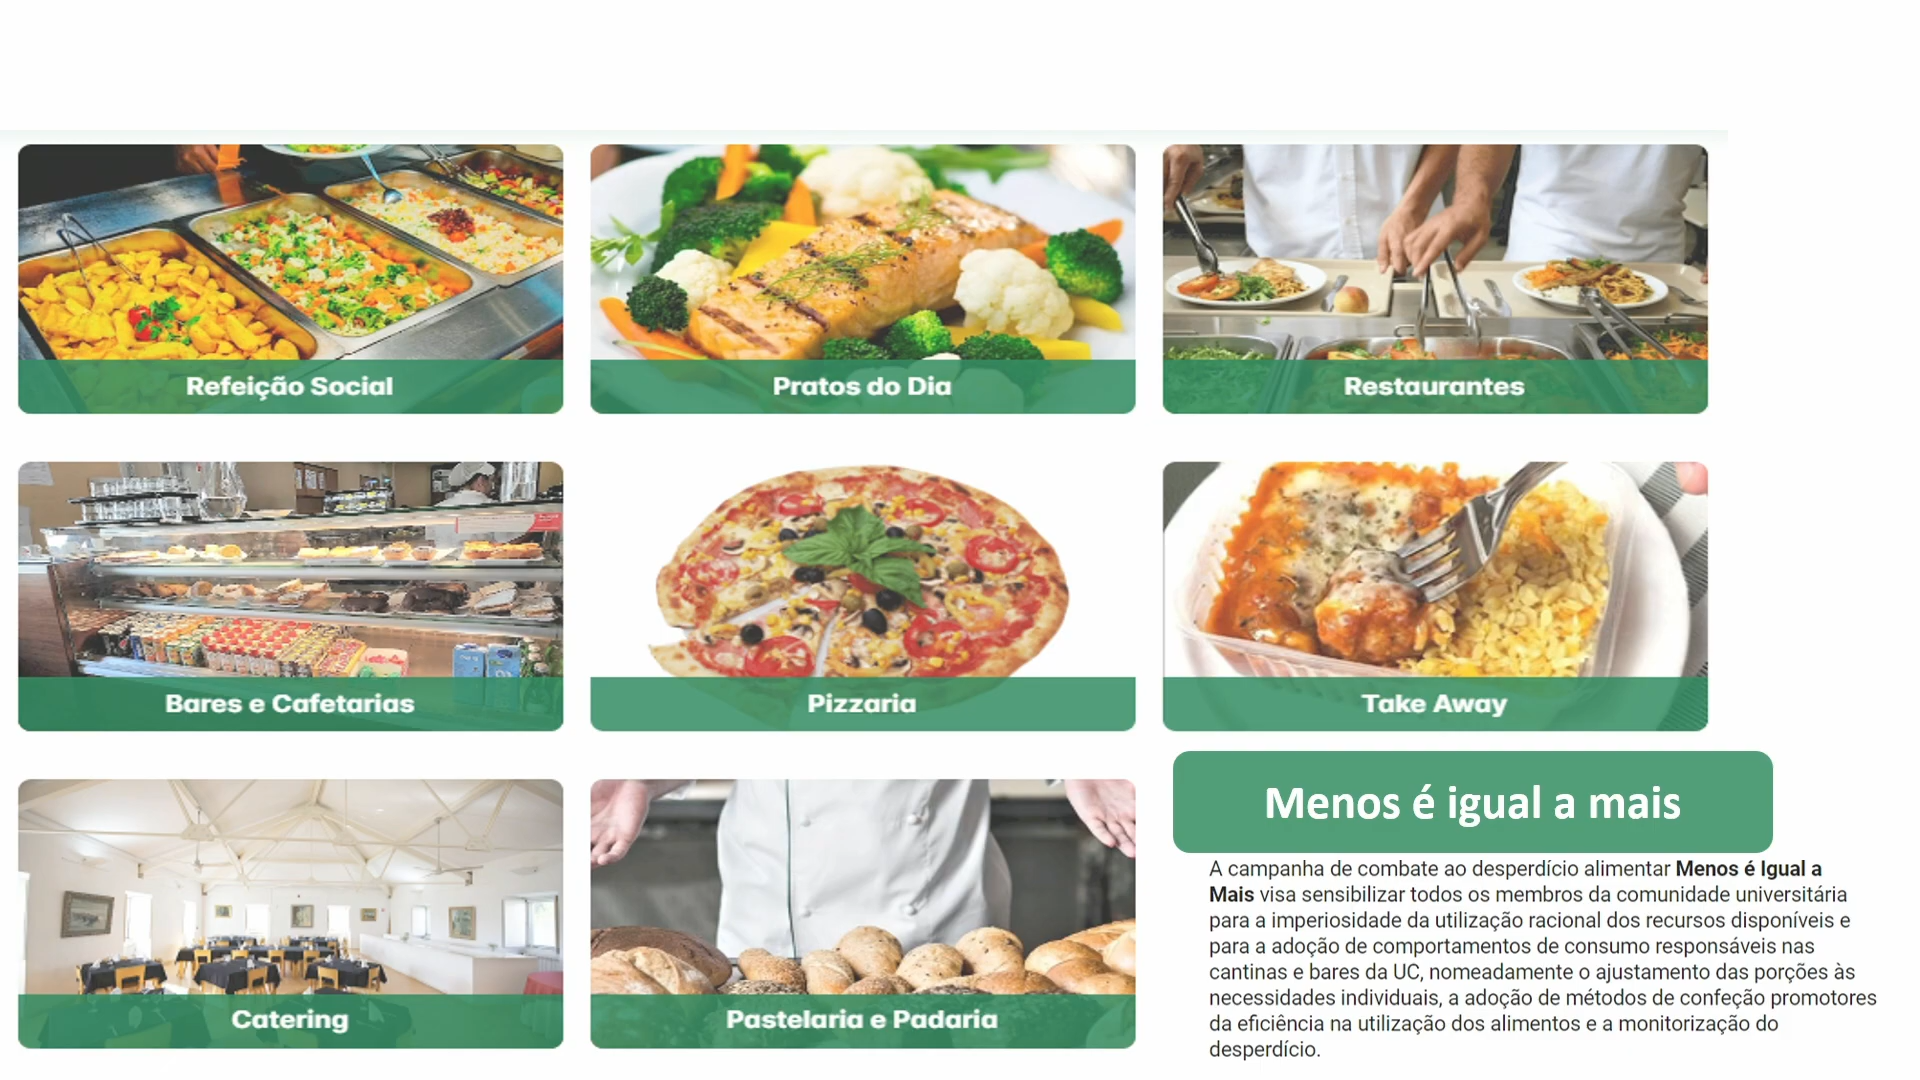 Refeição Social
Pratos do Dia
Restaurantes
Bares e Cafetarias
Pizzaria
Take Away
Catering
Pastelaria e Padaria
Menos é igual a mais
A campanha de combate ao desperdício alimentar Menos é Igual a
Mais visa sensibilizar todos os membros da comunidade universitária
para a imperiosidade da utilização racional dos recursos disponíveis e
para a adoção de comportamentos de consumo responsáveis nas
cantinas e bares da UC, nomeadamente o ajustamento das porções às
necessidades individuais, a adoção de métodos de confeção promotores
da eficiência na utilização dos alimentos e a monitorização do
desperdício.